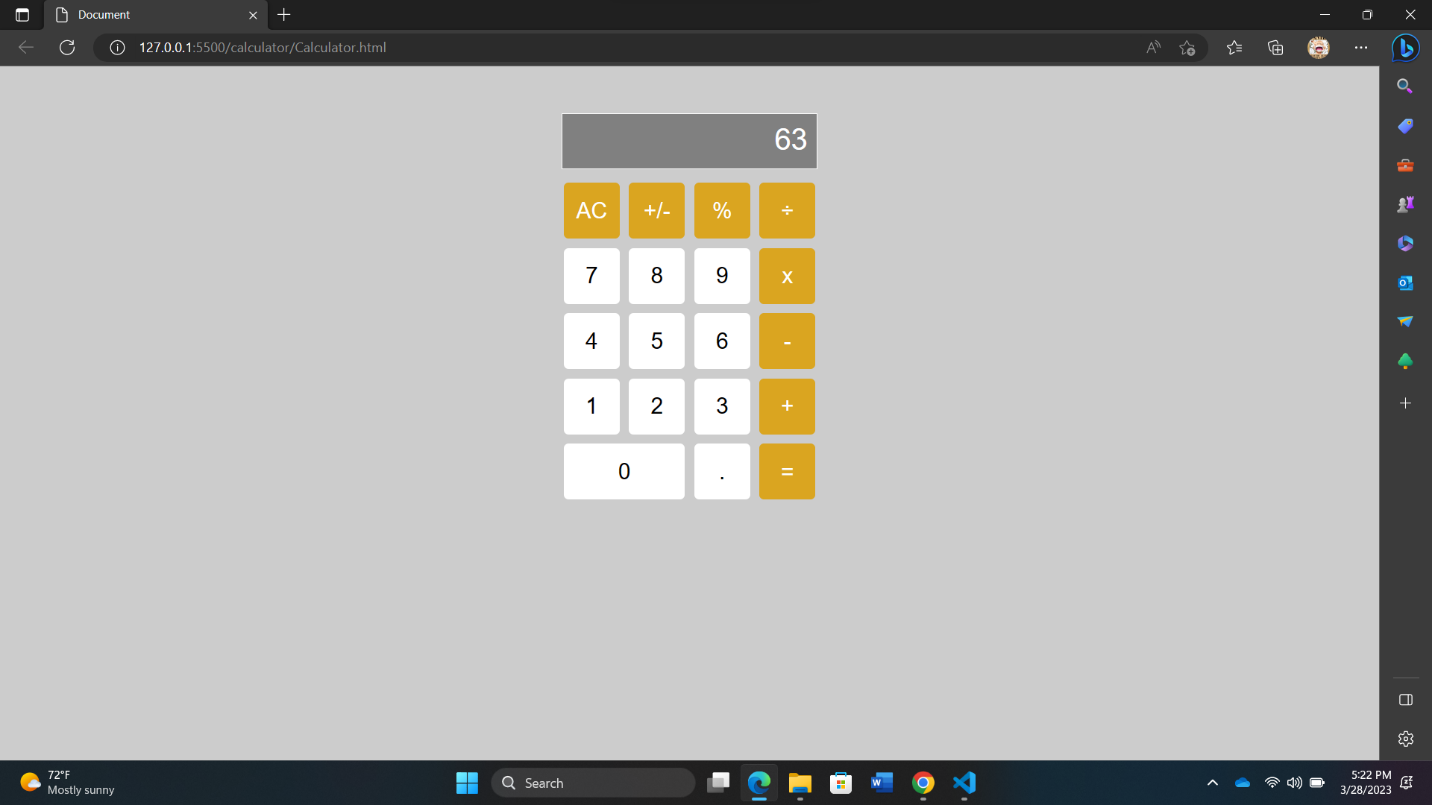 Document
127.0.0.1:5500/calculator/Calculator.html
63
AC +/- % ÷
7 8 9 x
4 5 6 -
1 2 3 +
0 . =
72°F
Mostly sunny
Search
5:22 PM
3/28/2023